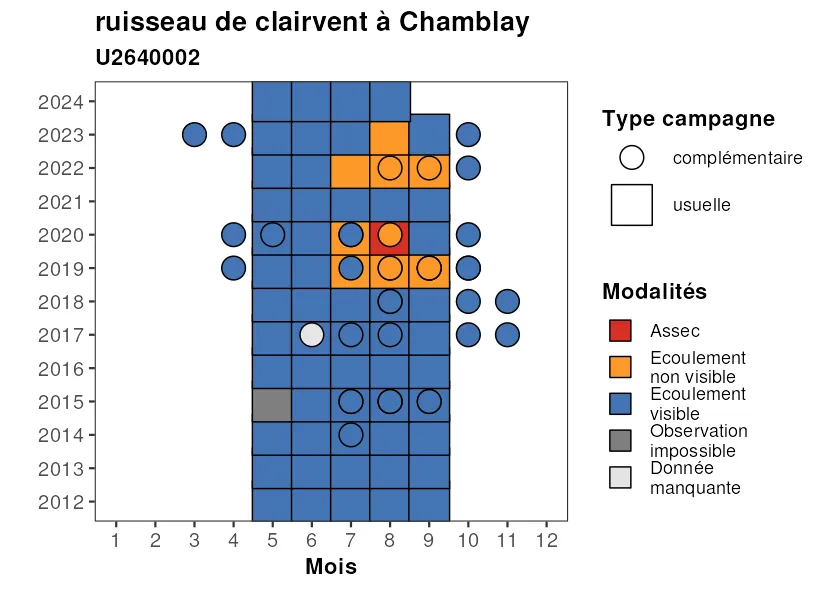 ruisseau de clairvent à Chamblay
U2640002
2024
2023
2022
2021
2020
2019
2018
2017
2016
2015
2014
2013
2012
1 2 3 4 5 6 7 8 9 10 11 12
Mois
Type campagne
complémentaire
usuelle
Modalités
Assec
Ecoulement
non visible
Ecoulement
visible
Observation
impossible
Donnée
manquante